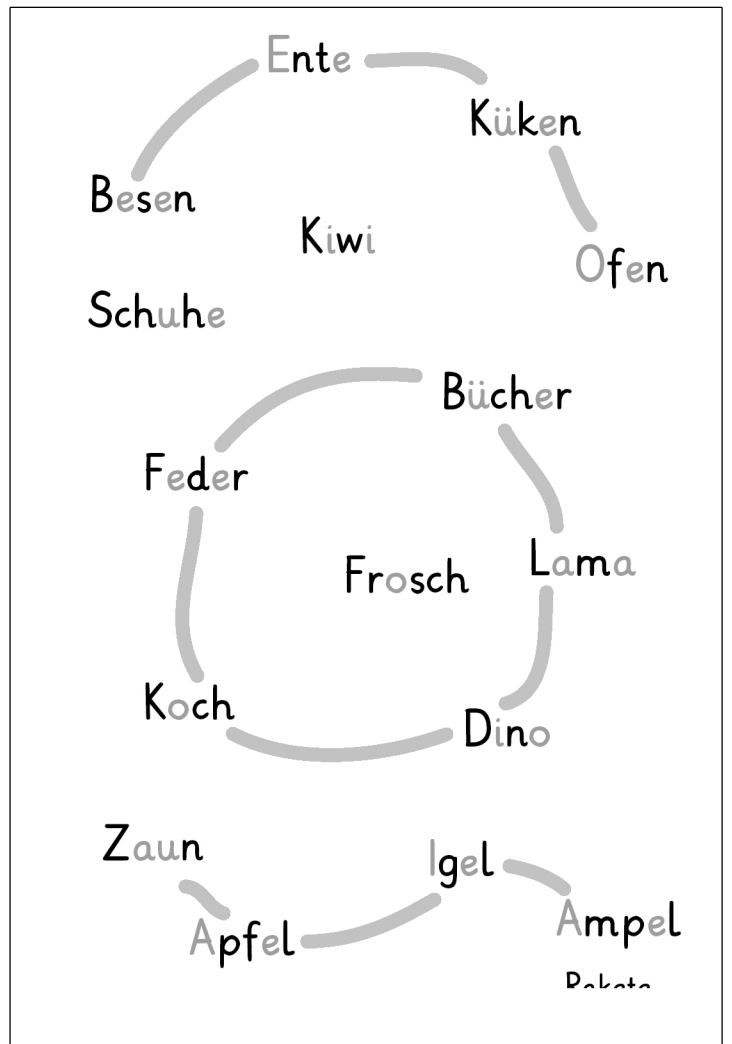 Ente
Küken
Besen
Kiwi
Ofen
Schuhe
Bücher
Feder
Lama
Frosch
Koch
Dino
Zaun
Igel
Apfel
Ampel